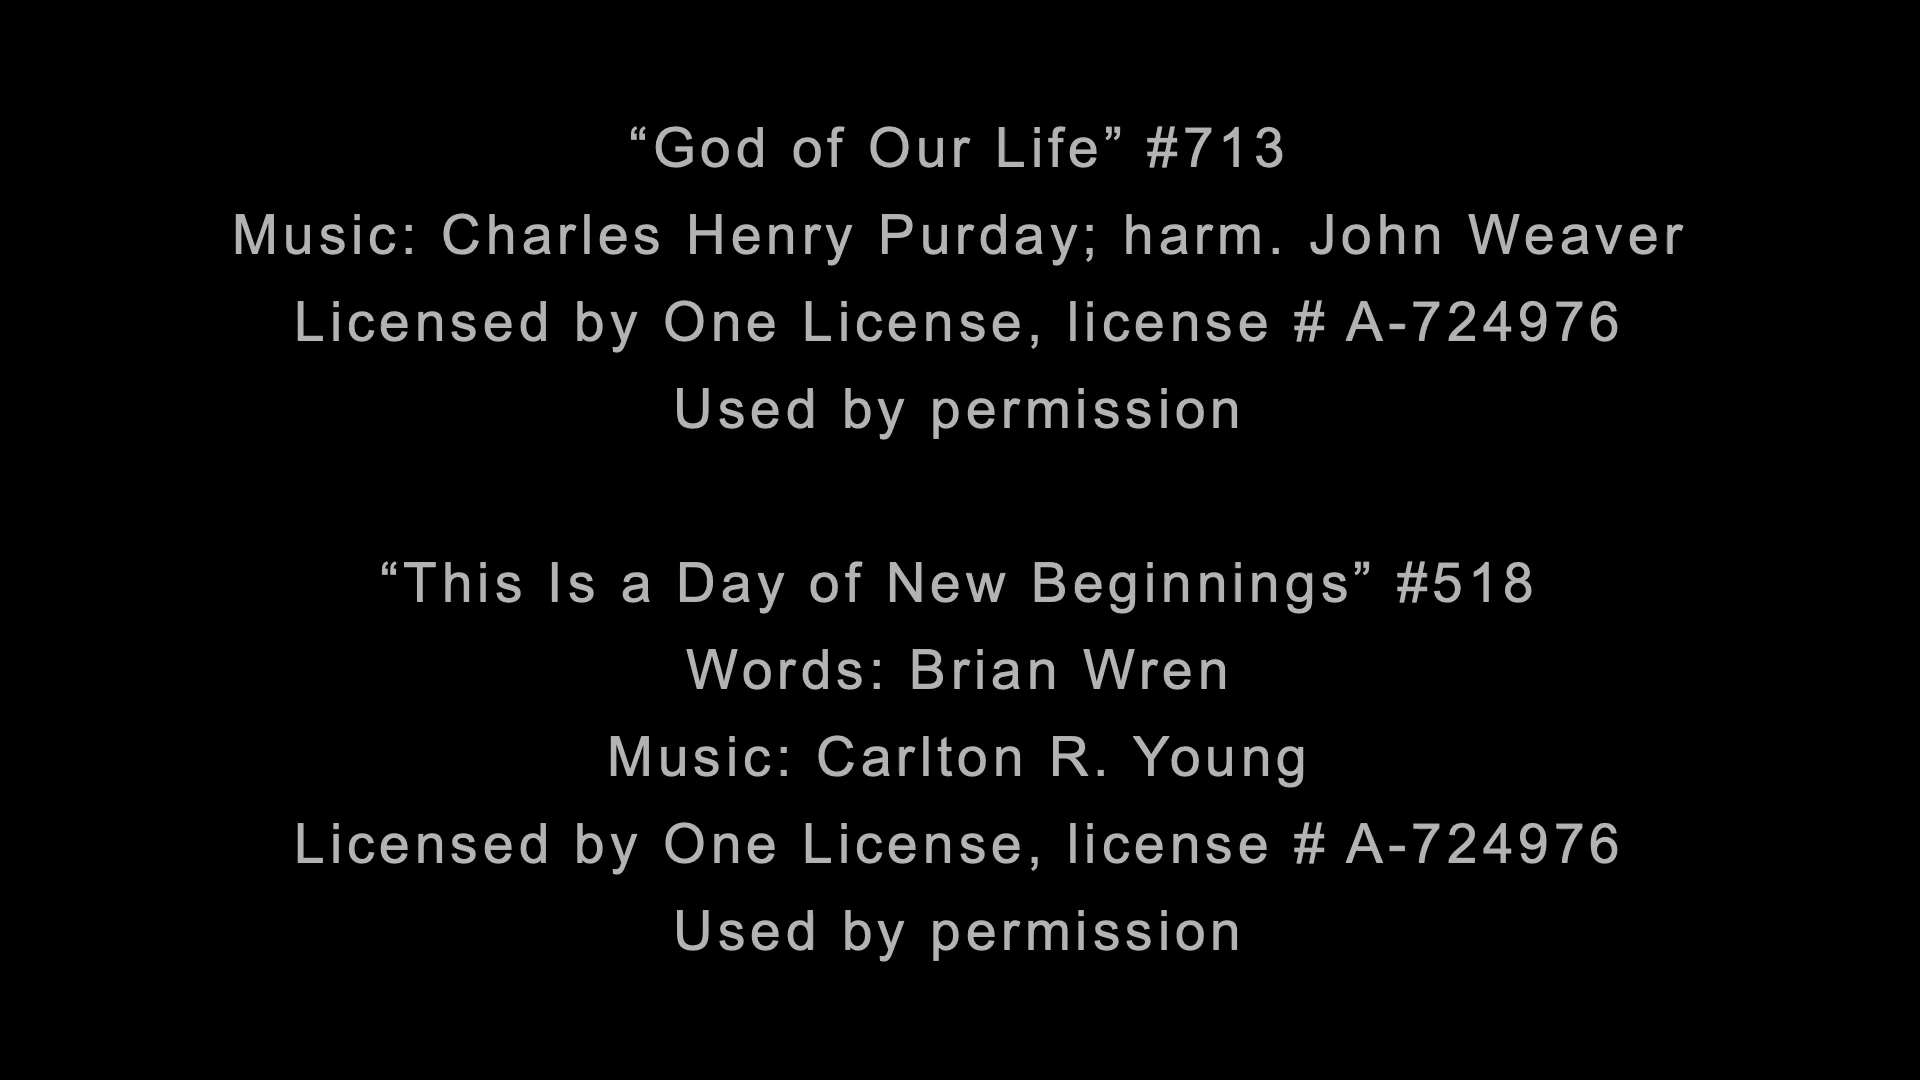 “God of Our Life” #713
Music: Charles Henry Purday; harm. John Weaver
Licensed by One License, license # A-724976
Used by permission
“This Is a Day of New Beginnings” #518
Words: Brian Wren
Music: Carlton R. Young
Licensed by One License, license # A-724976
Used by permission